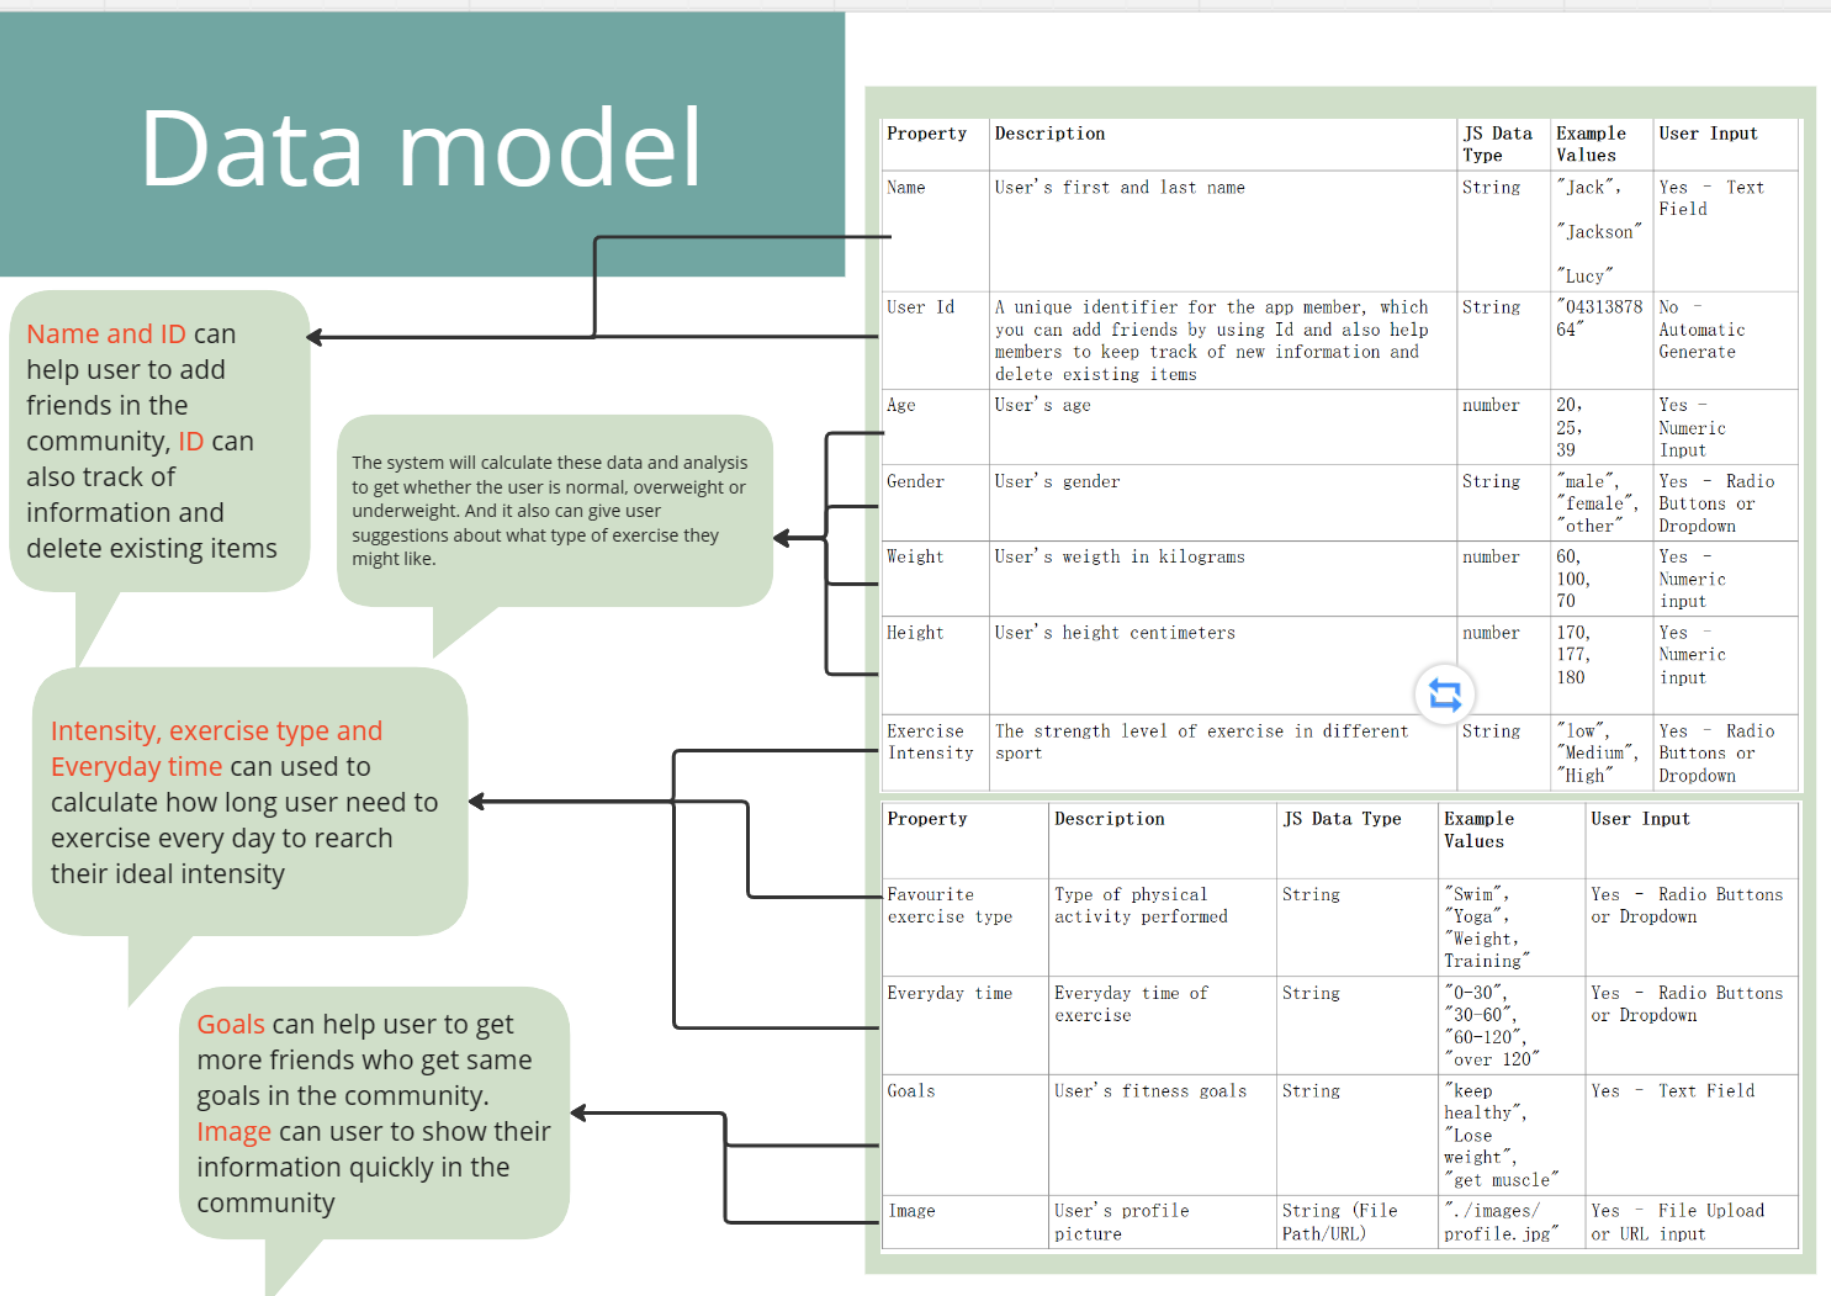 Data model
Name and ID can
help user to add
friends in the
community, ID can
also track of
information and
delete existing items
The system will calculate these data and analysis
to get whether the user is normal, overweight or
underweight. And it also can give user
suggestions about what type of exercise they
might like.
Intensity, exercise type and
Everyday time can used to
calculate how long user need to
exercise every day to rearch
their ideal intensity
Goals can help user to get
more friends who get same
goals in the community.
Image can user to show their
information quickly in the
community
Property Description JS Data Type Example Values User Input
Name User's first and last name String "Jack", "Jackson" "Lucy" Yes - Text Field
User Id A unique identifier for the app member, which you can add friends by using Id and also help members to keep track of new information and delete existing items String "0431387864" No - Automatic Generate
Age User's age number 20, 25, 39 Yes - Numeric Input
Gender User's gender String "male", "female", "other" Yes - Radio Buttons or Dropdown
Weight User's weigth in kilograms number 60, 100, 70 Yes - Numeric input
Height User's height centimeters number 170, 177, 180 Yes - Numeric input
Exercise Intensity The strength level of exercise in different sport String "low", "Medium", "High" Yes - Radio Buttons or Dropdown
Property Description JS Data Type Example Values User Input
Favourite exercise type Type of physical activity performed String "Swim", "Yoga", "Weight, Training" Yes - Radio Buttons or Dropdown
Everyday time Everyday time of exercise String "0-30", "30-60", "60-120", "over 120" Yes - Radio Buttons or Dropdown
Goals User's fitness goals String "keep healthy", "Lose weight", "get muscle" Yes - Text Field
Image User's profile picture String (File Path/URL) "./images/profile.jpg" Yes - File Upload or URL input